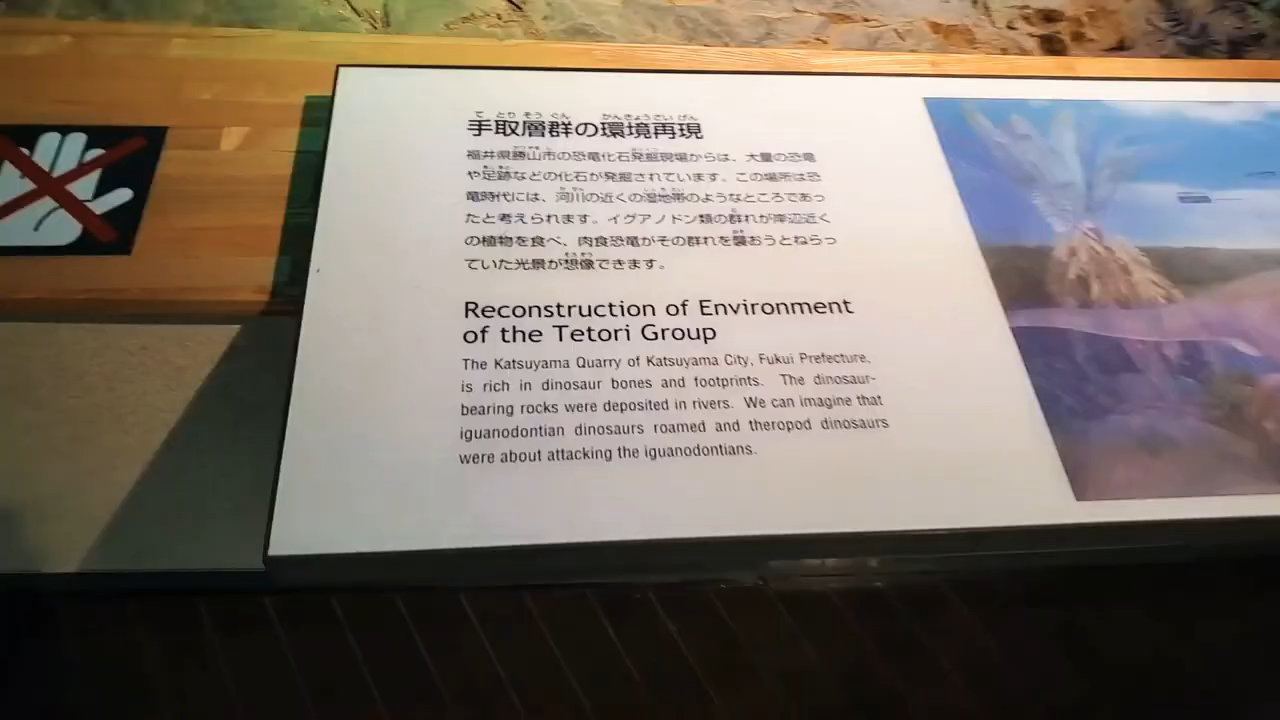 手取層群の環境再現
福井県勝山市の恐竜化石発掘現場からは、大量の恐竜
や足跡などの化石が発掘されています。この場所は恐
竜時代には、河川の近くの湿地帯のようなところであっ
たと考えられます。イグアノドン類の群れが岸辺近く
の植物を食べ、肉食恐竜がその群れを襲おうとねらっ
ていた光景が想像できます。
Reconstruction of Environment
of the Tetori Group
The Katsuyama Quarry of Katsuyama City, Fukui Prefecture,
is rich in dinosaur bones and footprints. The dinosaur-
bearing rocks were deposited in rivers. We can imagine that
iguanodontian dinosaurs roamed and theropod dinosaurs
were about attacking the iguanodontians.